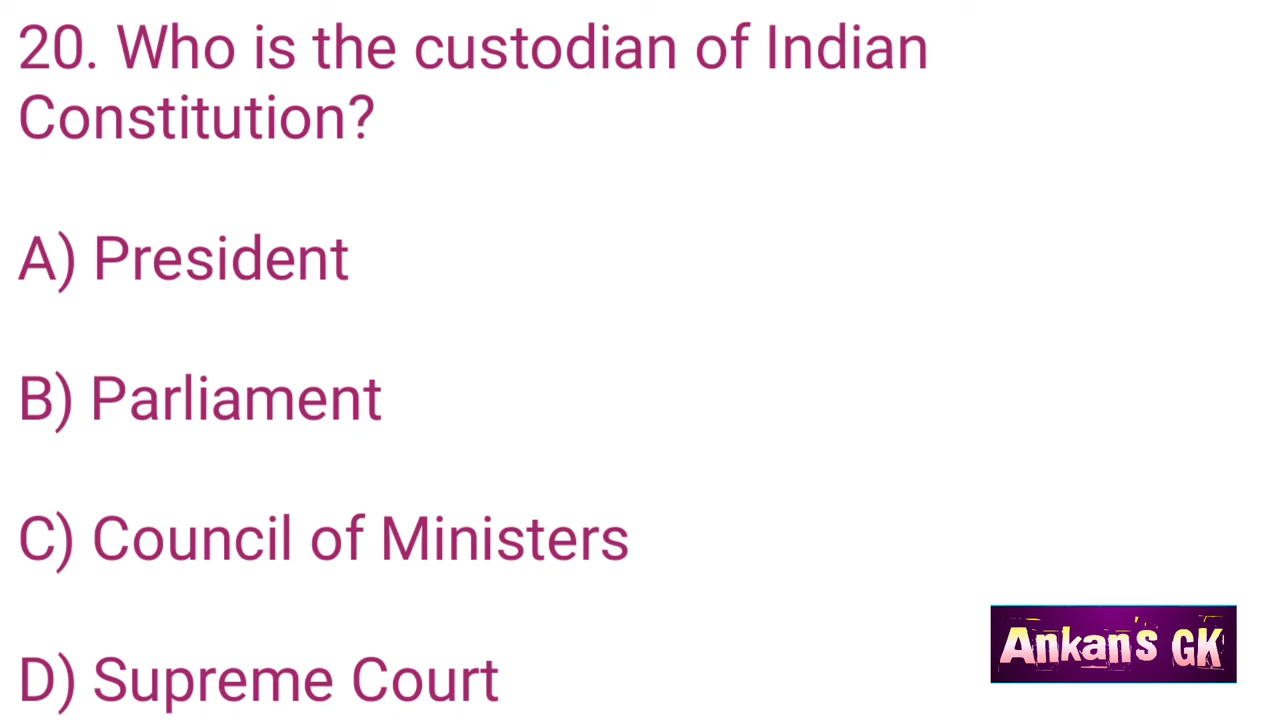 20. Who is the custodian of Indian
Constitution?
A) President
B) Parliament
C) Council of Ministers
D) Supreme Court
Ankan's GK